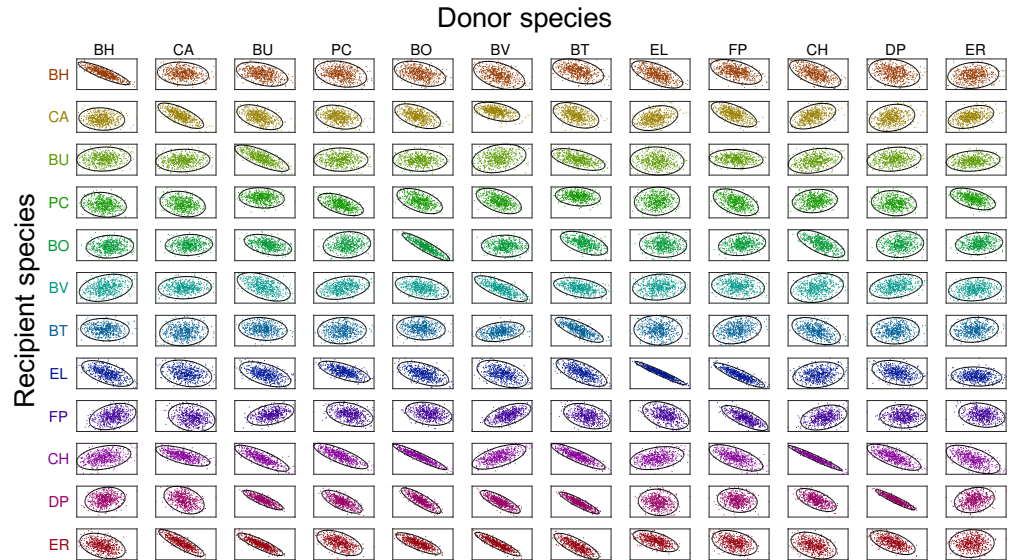 Donor species
BH CA BU PC BO BV BT EL FP CH DP ER
Recipient species
BH
CA
BU
PC
BO
BV
BT
EL
FP
CH
DP
ER